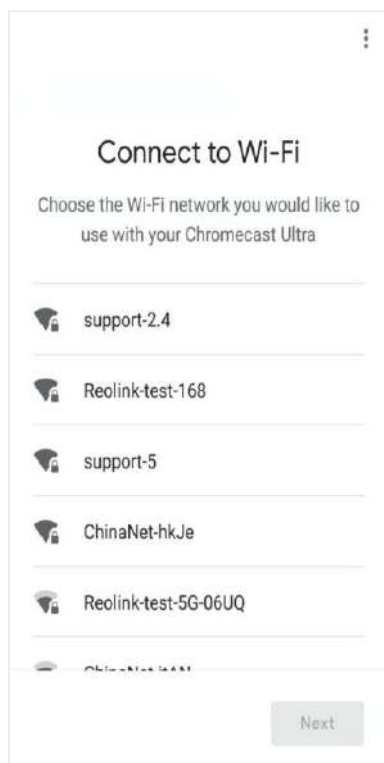 Connect to Wi-Fi
Choose the Wi-Fi network you would like to
use with your Chromecast Ultra
support-2.4
Reolink-test-168
support-5
ChinaNet-hkJe
Reolink-test-5G-06UQ
Next